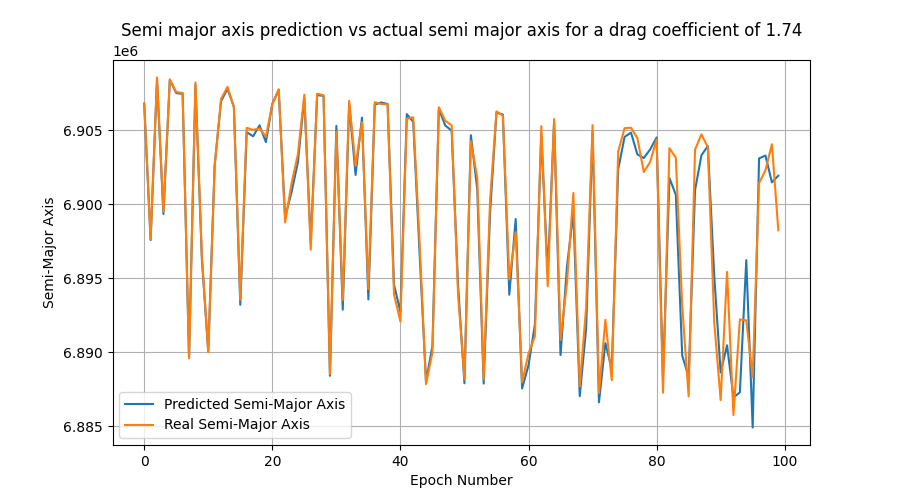 Semi major axis prediction vs actual semi major axis for a drag coefficient of 1.74
1e6
6.905
6.900
6.895
6.890
6.885
Semi-Major Axis
Predicted Semi-Major Axis
Real Semi-Major Axis
0 20 40 60 80 100
Epoch Number